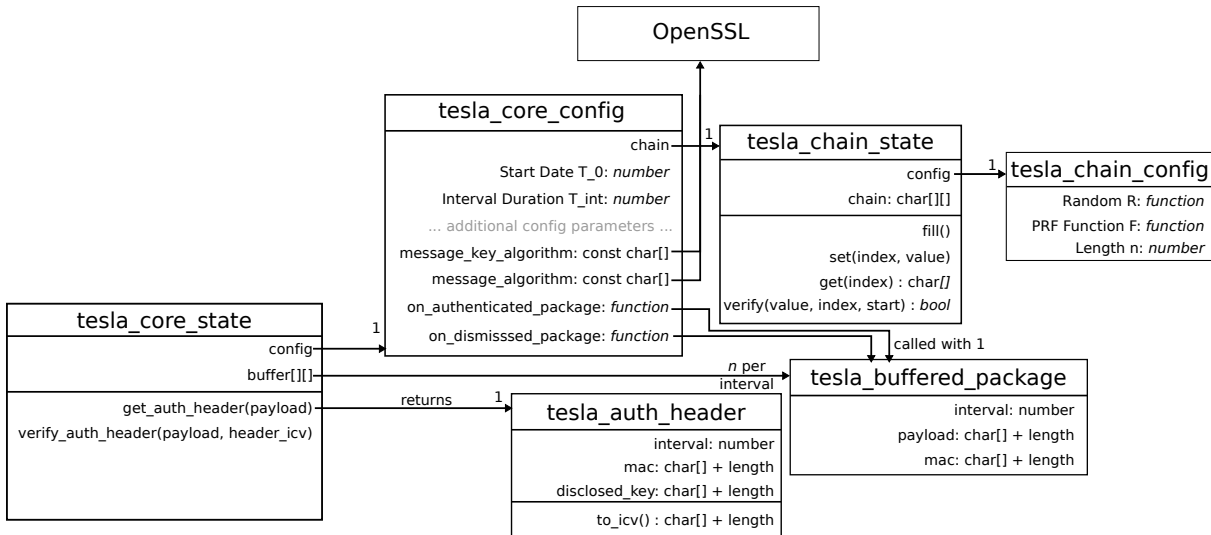 OpenSSL
tesla_core_config
chain
Start Date T_0: number
Interval Duration T_int: number
... additional config parameters ...
message_key_algorithm: const char[]
message_algorithm: const char[]
on_authenticated_package: function
on_dismisssed_package: function
1
tesla_chain_state
config
chain: char[][]
fill()
set(index, value)
get(index) : char[]
verify(value, index, start) : bool
1
tesla_chain_config
Random R: function
PRF Function F: function
Length n: number
tesla_core_state
config
buffer[][]
get_auth_header(payload)
verify_auth_header(payload, header_icv)
1
n per
interval
called with 1
tesla_buffered_package
interval: number
payload: char[] + length
mac: char[] + length
returns
1
tesla_auth_header
interval: number
mac: char[] + length
disclosed_key: char[] + length
to_icv() : char[] + length